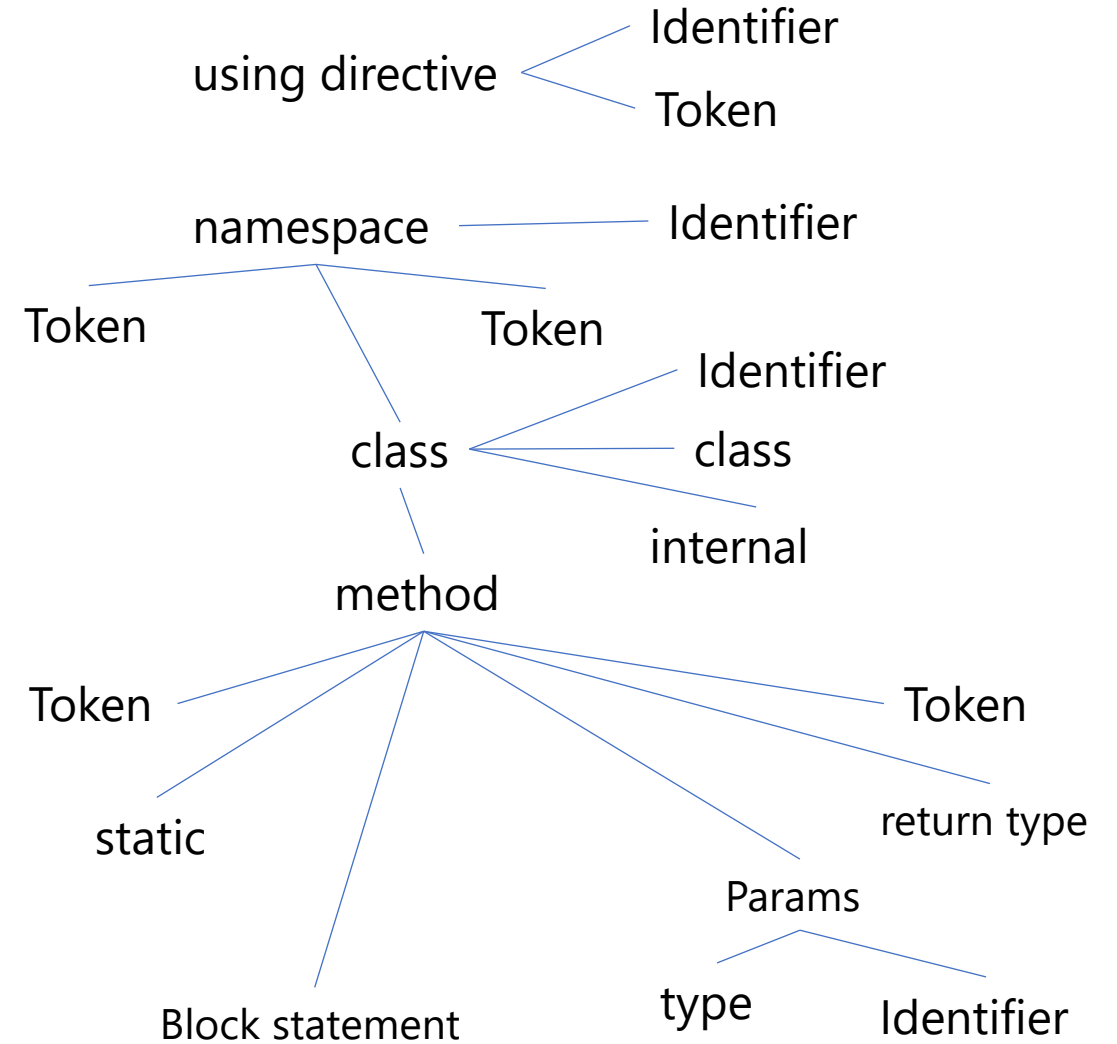 Identifier
using directive
Token
Identifier
namespace
Token
Token
Identifier
class
class
internal
method
Token
Token
return type
static
Params
type
Identifier
Block statement